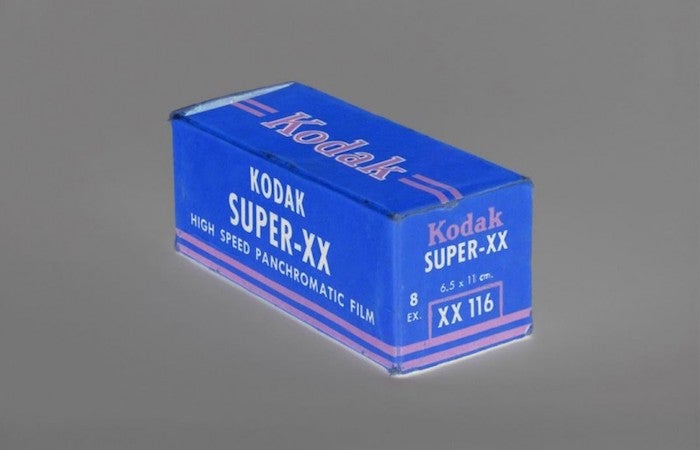 Kodak
KODAK
SUPER-XX
HIGH SPEED PANCHROMATIC FILM
Kodak
SUPER-XX
6.5 x 11 cm.
8
EX.
XX 116